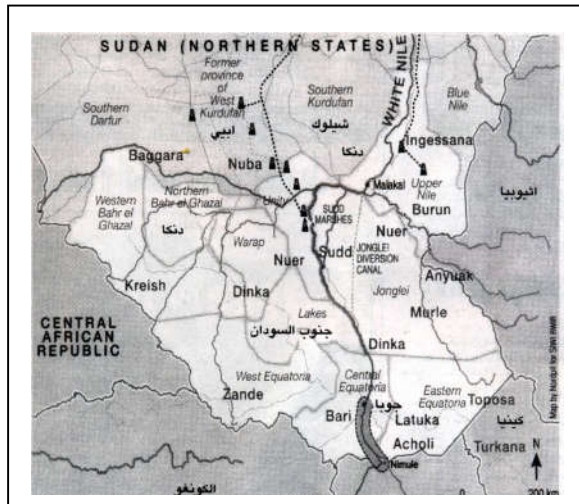 SUDAN (NORTHERN STATES)
Former
province of
West
Kurdufan
ابيي
Southern
Kurdufan
شيلوك
دنكا
WHITE NILE
Blue
Nile
Southern
Darfur
Baggara
Nuba
Ingessana
اثيوبيا
Malakal
Upper
Nile
Burun
Western
Bahr el
Ghazal
Northern
Bahr el Ghazal
دنكا
Unity
SUDD
MARSHES
Sudd
Nuer
Warap
Nuer
JONGLEI
DIVERSION
CANAL
Jonglei
Anyuak
Kreish
Dinka
Murle
Lakes
جنوب السودان
Dinka
CENTRAL
AFRICAN
REPUBLIC
West Equatoria
Zande
Central
Equatoria
Bari
جوبا
Eastern
Equatoria
Toposa
Latuka
Acholi
كينيا
Turkana
Nimule
الكونغو
N
0
200 km